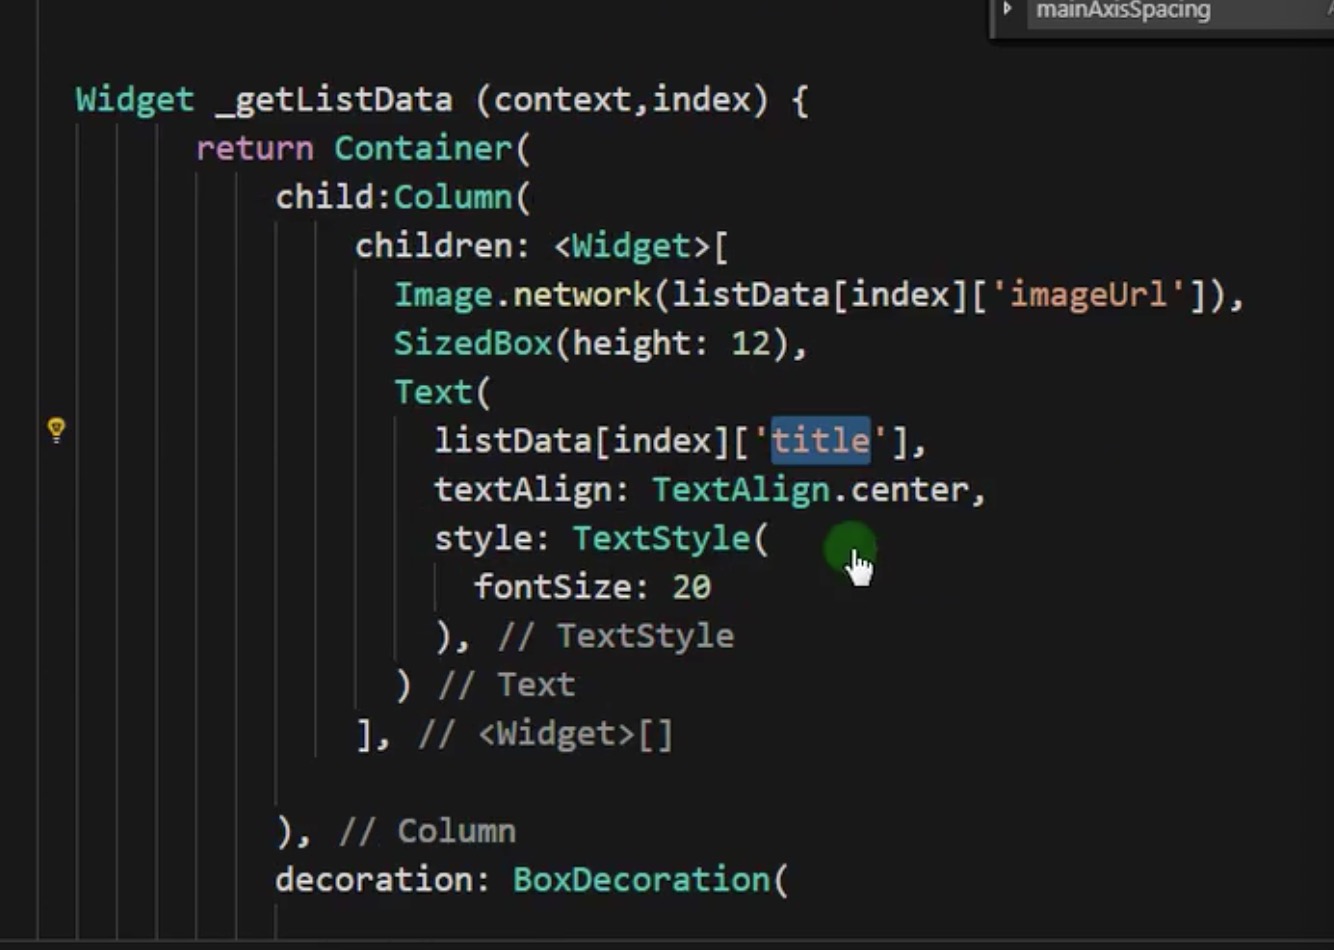 mainAxisSpacing
Widget _getListData (context,index) {
return Container(
child:Column(
children: <Widget>[
Image.network(listData[index]['imageUrl']),
SizedBox(height: 12),
Text(
listData[index]['title'],
textAlign: TextAlign.center,
style: TextStyle(
fontSize: 20
), // TextStyle
) // Text
], // <Widget>[]
), // Column
decoration: BoxDecoration(